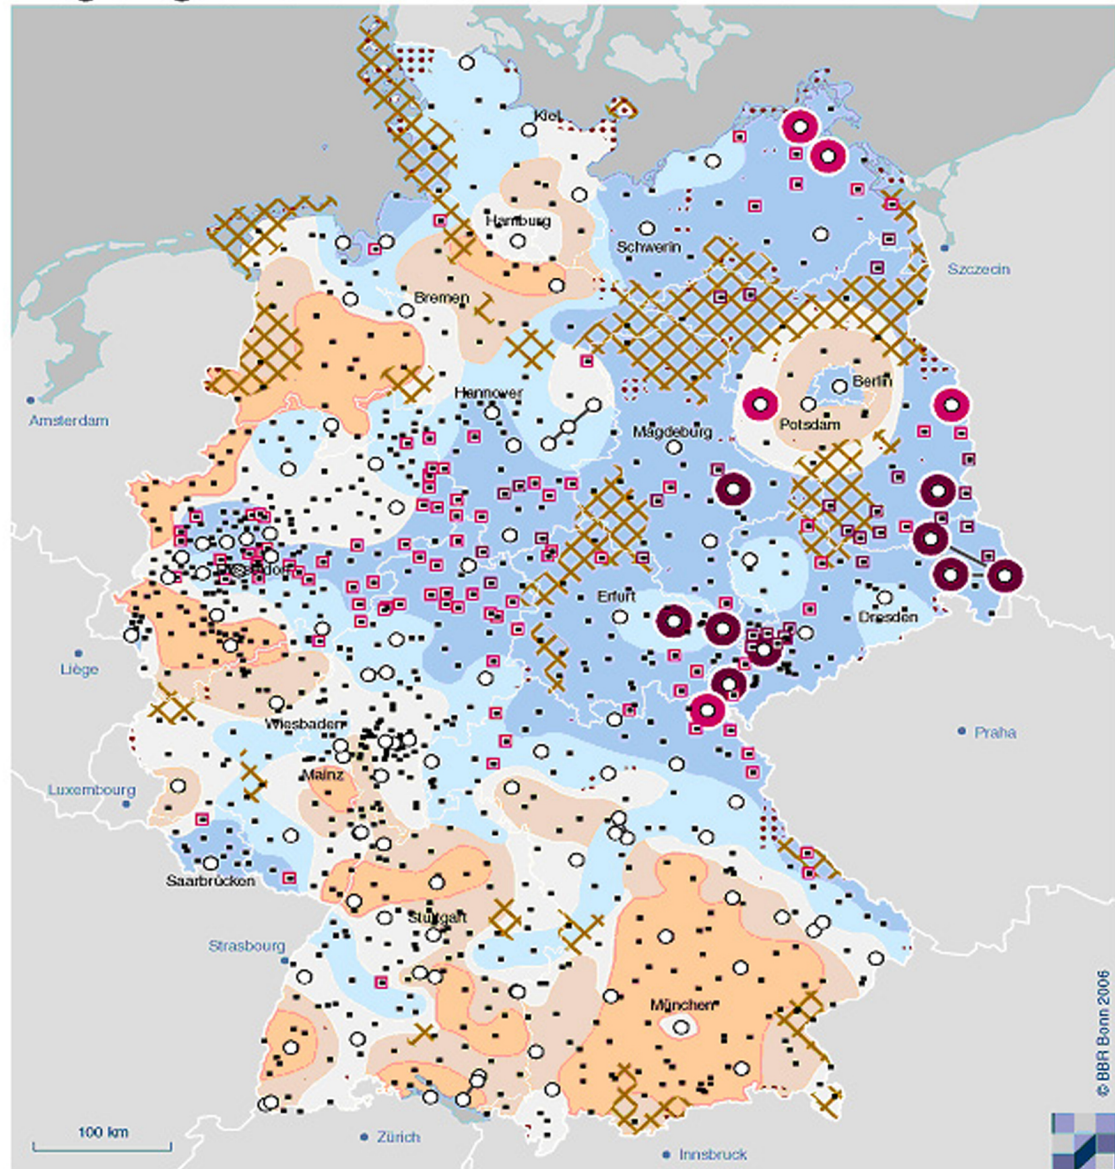 Kiel
Hamburg
Schwerin
Szczecin
Bremen
Berlin
Amsterdam
Hannover
Potsdam
Magdeburg
Düsseldorf
Erfurt
Dresden
Liège
Wiesbaden
Praha
Mainz
Luxembourg
Saarbrücken
Stuttgart
Strasbourg
München
© BBR Bonn 2006
100 km
Zürich
Innsbruck